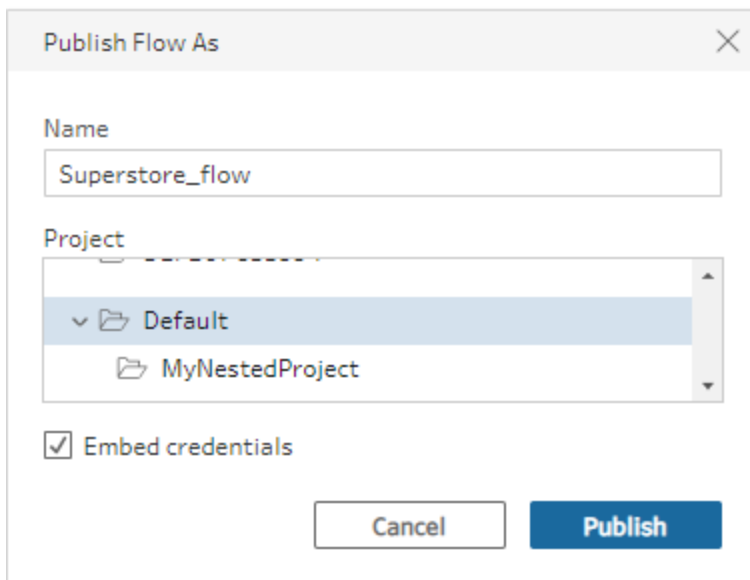 Publish Flow As
Name
Superstore_flow
Project
Default
MyNestedProject
Embed credentials
Cancel
Publish